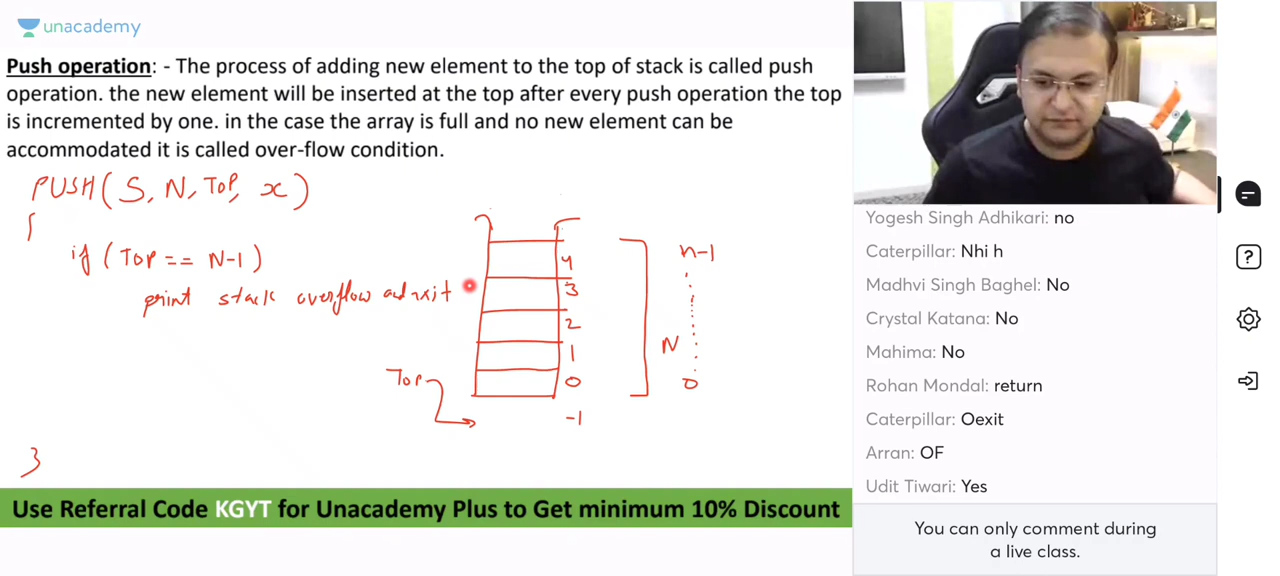 unacademy
Push operation: - The process of adding new element to the top of stack is called push
operation. the new element will be inserted at the top after every push operation the top
is incremented by one. in the case the array is full and no new element can be
accommodated it is called over-flow condition.
PUSH( S, N, TOP, x )
{
if ( TOP == N-1 )
print stack overflow and exit
4
3
2
1
0
-1
TOP
N
n-1
0
}
Use Referral Code KGYT for Unacademy Plus to Get minimum 10% Discount
Yogesh Singh Adhikari: no
Caterpillar: Nhi h
Madhvi Singh Baghel: No
Crystal Katana: No
Mahima: No
Rohan Mondal: return
Caterpillar: Oexit
Arran: OF
Udit Tiwari: Yes
You can only comment during
a live class.